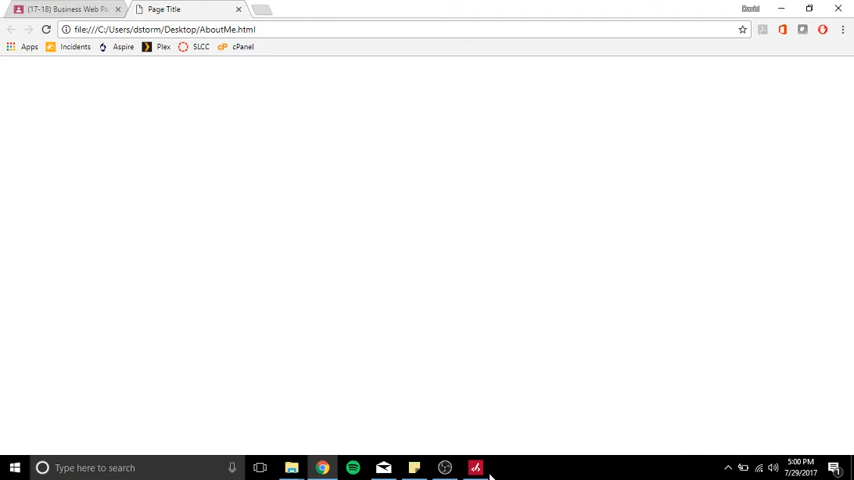 (17-18) Business Web Pa
Page Title
David
file:///C:/Users/dstorm/Desktop/AboutMe.html
Apps Incidents Aspire Plex SLCC cPanel
Type here to search
5:00 PM
7/29/2017